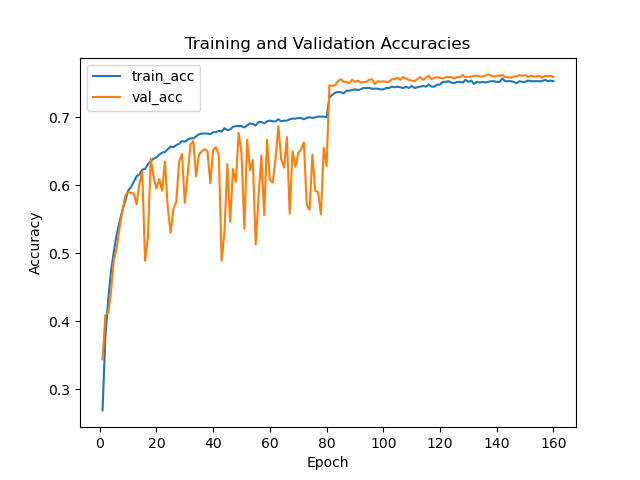 Training and Validation Accuracies
train_acc
val_acc
0.7
0.6
0.5
0.4
0.3
Accuracy
0 20 40 60 80 100 120 140 160
Epoch